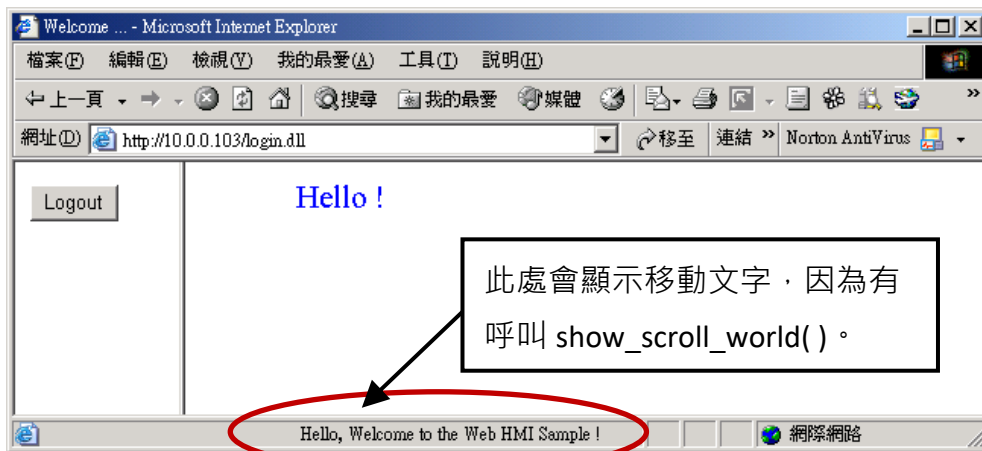 Welcome ... - Microsoft Internet Explorer
檔案(F) 編輯(E) 檢視(V) 我的最愛(A) 工具(T) 說明(H)
上一頁 搜尋 我的最愛 媒體 »
網址(D) http://10.0.0.103/login.dll 移至 連結 » Norton AntiVirus
Logout
Hello !
此處會顯示移動文字，因為有
呼叫 show_scroll_world( )。
Hello, Welcome to the Web HMI Sample !
網際網路